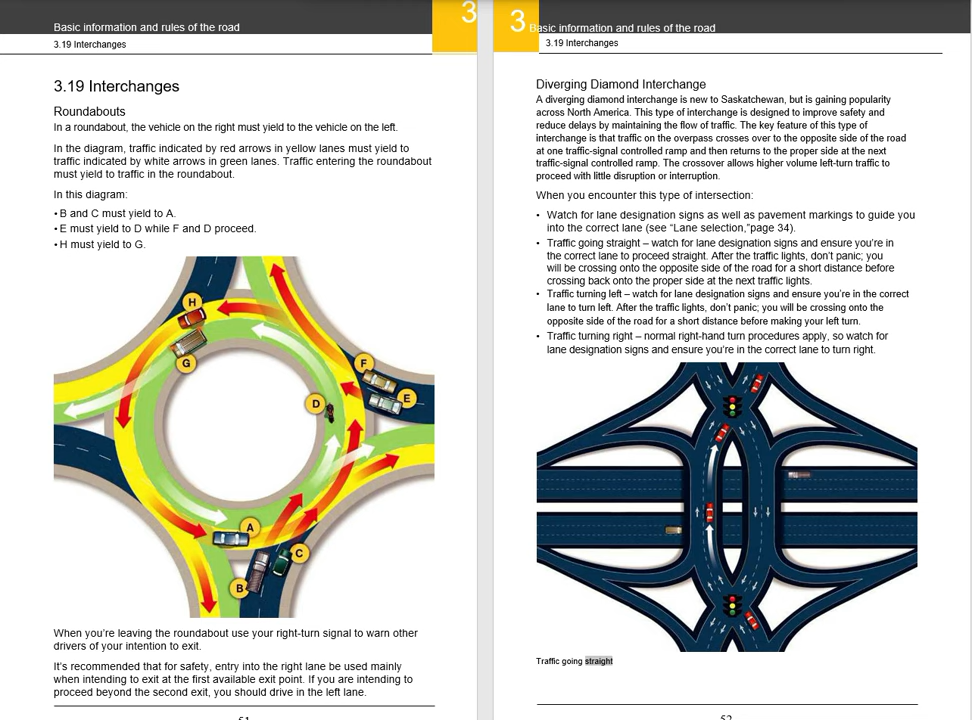 Basic information and rules of the road
3
3.19 Interchanges
3.19 Interchanges
Roundabouts
In a roundabout, the vehicle on the right must yield to the vehicle on the left.
In the diagram, traffic indicated by red arrows in yellow lanes must yield to
traffic indicated by white arrows in green lanes. Traffic entering the roundabout
must yield to traffic in the roundabout.
In this diagram:
• B and C must yield to A.
• E must yield to D while F and D proceed.
• H must yield to G.
H
G
F
E
D
A
C
B
When you’re leaving the roundabout use your right-turn signal to warn other
drivers of your intention to exit.
It’s recommended that for safety, entry into the right lane be used mainly
when intending to exit at the first available exit point. If you are intending to
proceed beyond the second exit, you should drive in the left lane.
51
3
Basic information and rules of the road
3.19 Interchanges
Diverging Diamond Interchange
A diverging diamond interchange is new to Saskatchewan, but is gaining popularity
across North America. This type of interchange is designed to improve safety and
reduce delays by maintaining the flow of traffic. The key feature of this type of
interchange is that traffic on the overpass crosses over to the opposite side of the road
at one traffic-signal controlled ramp and then returns to the proper side at the next
traffic-signal controlled ramp. The crossover allows higher volume left-turn traffic to
proceed with little disruption or interruption.
When you encounter this type of intersection:
• Watch for lane designation signs as well as pavement markings to guide you
into the correct lane (see “Lane selection,”page 34).
• Traffic going straight – watch for lane designation signs and ensure you’re in
the correct lane to proceed straight. After the traffic lights, don’t panic; you
will be crossing onto the opposite side of the road for a short distance before
crossing back onto the proper side at the next traffic lights.
• Traffic turning left – watch for lane designation signs and ensure you’re in the correct
lane to turn left. After the traffic lights, don’t panic; you will be crossing onto the
opposite side of the road for a short distance before making your left turn.
• Traffic turning right – normal right-hand turn procedures apply, so watch for
lane designation signs and ensure you’re in the correct lane to turn right.
Traffic going straight
52